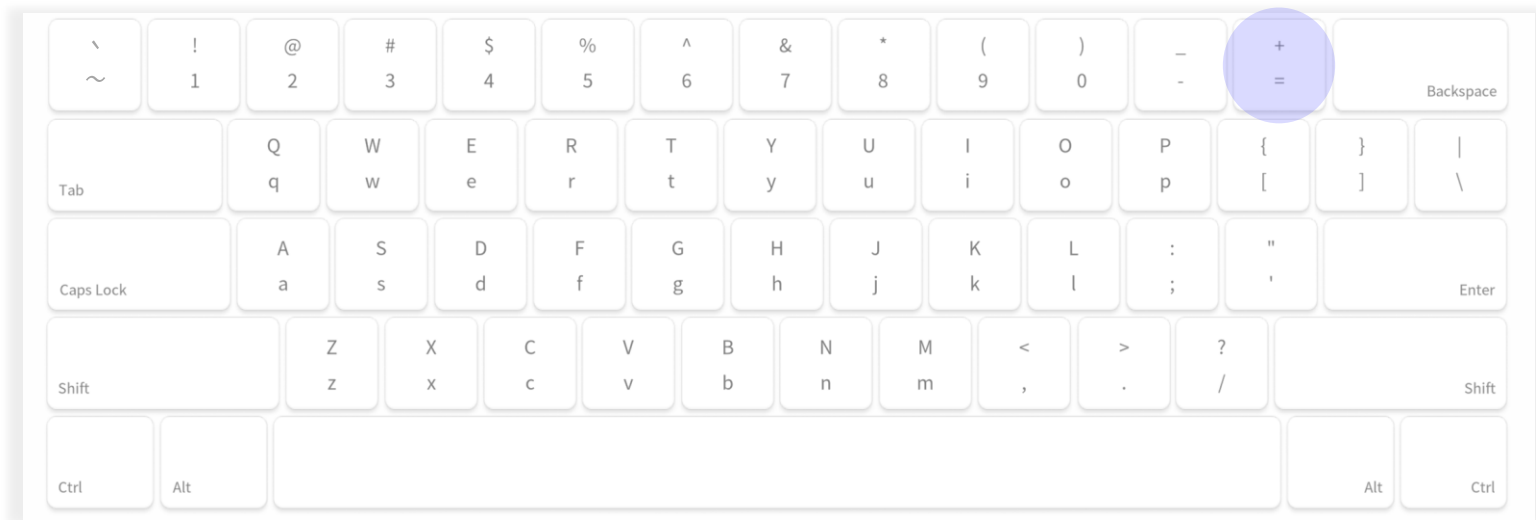 、 ! @ # $ % ^ & * ( ) _ +
～ 1 2 3 4 5 6 7 8 9 0 - = Backspace
Q W E R T Y U I O P { } |
Tab q w e r t y u i o p [ ] \
A S D F G H J K L : "
Caps Lock a s d f g h j k l ; ' Enter
Z X C V B N M < > ?
Shift z x c v b n m , . / Shift
Ctrl Alt Alt Ctrl